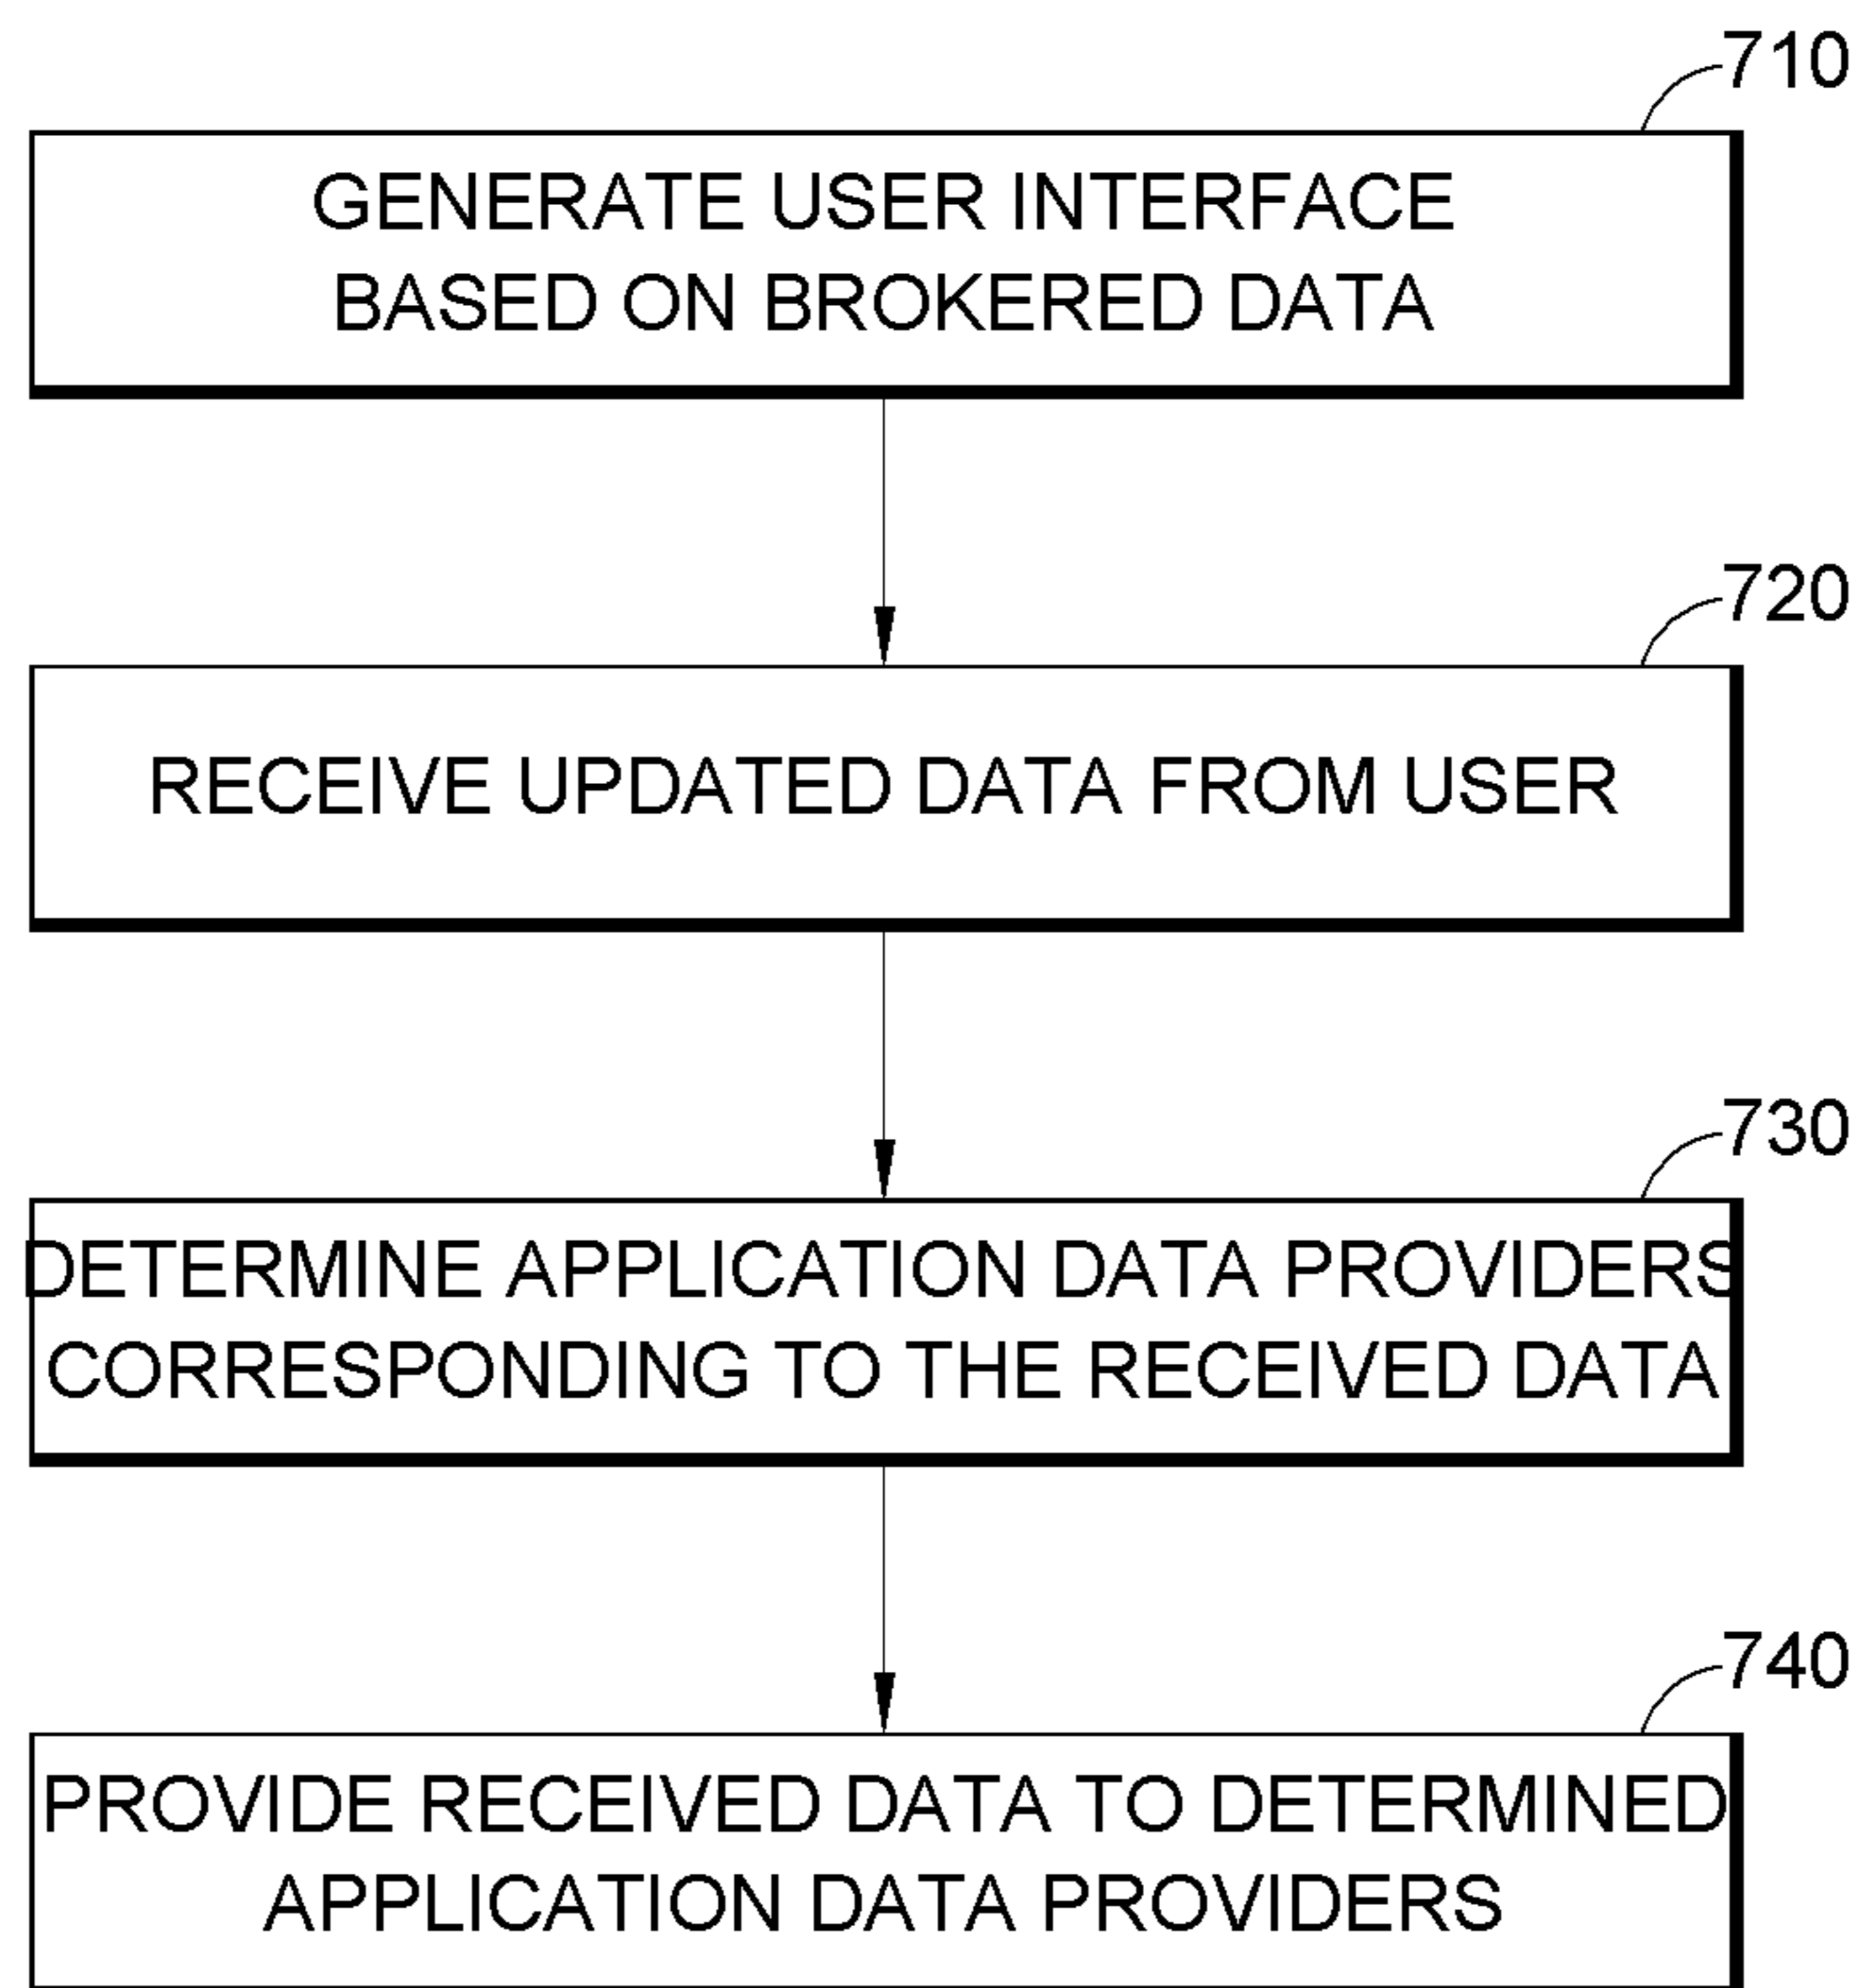 710
GENERATE USER INTERFACE
BASED ON BROKERED DATA
720
RECEIVE UPDATED DATA FROM USER
730
DETERMINE APPLICATION DATA PROVIDERS
CORRESPONDING TO THE RECEIVED DATA
740
PROVIDE RECEIVED DATA TO DETERMINED
APPLICATION DATA PROVIDERS